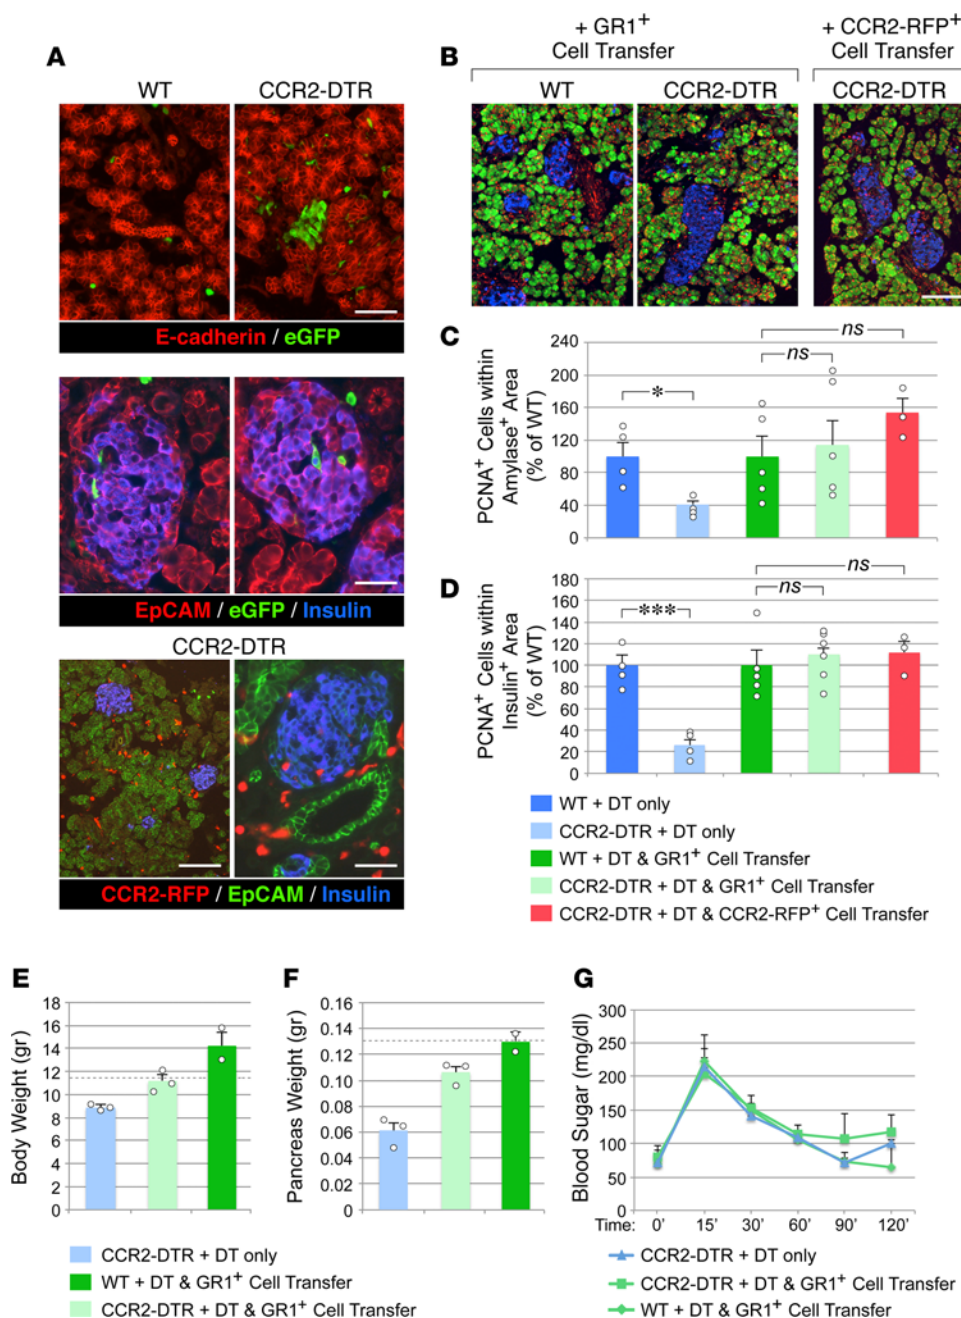 A
WT
CCR2-DTR
E-cadherin / eGFP
EpCAM / eGFP / Insulin
CCR2-DTR
CCR2-RFP / EpCAM / Insulin
B
+ GR1+
Cell Transfer
+ CCR2-RFP+
Cell Transfer
WT
CCR2-DTR
CCR2-DTR
C
PCNA+ Cells within
Amylase+ Area
(% of WT)
240
200
160
120
80
40
0
*
ns
ns
D
PCNA+ Cells within
Insulin+ Area
(% of WT)
180
160
140
120
100
80
60
40
20
0
***
ns
ns
WT + DT only
CCR2-DTR + DT only
WT + DT & GR1+ Cell Transfer
CCR2-DTR + DT & GR1+ Cell Transfer
CCR2-DTR + DT & CCR2-RFP+ Cell Transfer
E
Body Weight (gr)
18
16
14
12
10
8
6
4
2
0
F
Pancreas Weight (gr)
0.16
0.14
0.13
0.10
0.08
0.06
0.04
0.02
0
CCR2-DTR + DT only
WT + DT & GR1+ Cell Transfer
CCR2-DTR + DT & GR1+ Cell Transfer
G
Blood Sugar (mg/dl)
300
250
200
150
100
50
0
Time: 0' 15' 30' 60' 90' 120'
CCR2-DTR + DT only
CCR2-DTR + DT & GR1+ Cell Transfer
WT + DT & GR1+ Cell Transfer